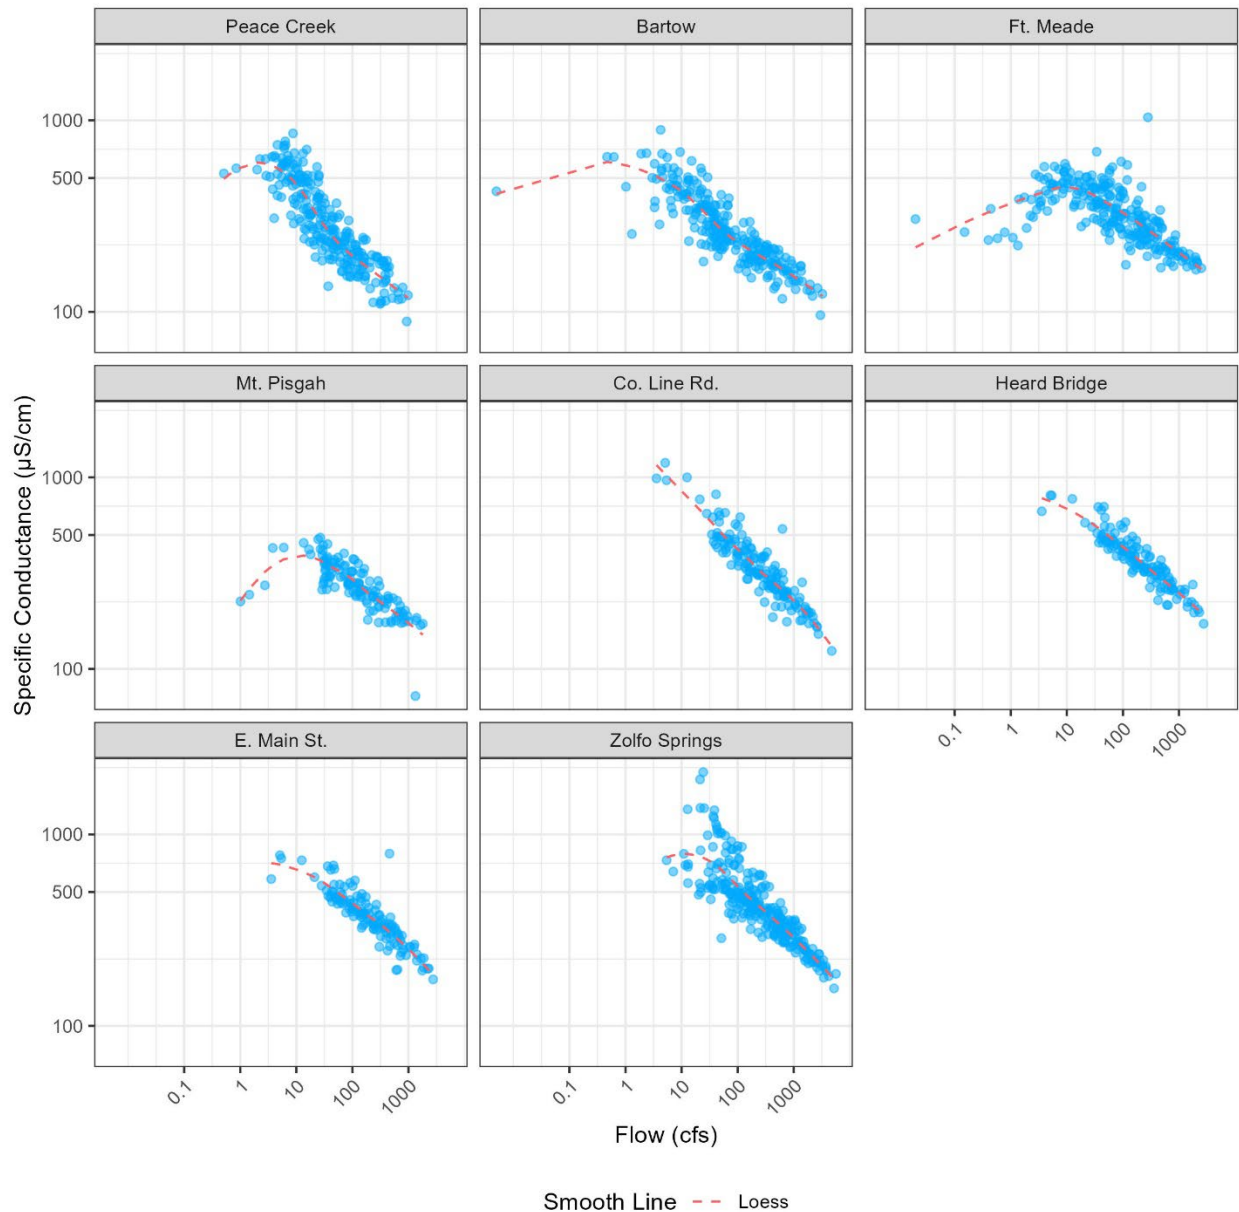 Peace Creek
Bartow
Ft. Meade
1000
500
100
Mt. Pisgah
Co. Line Rd.
Heard Bridge
1000
500
100
Specific Conductance (µS/cm)
0.1 1 10 100 1000
E. Main St.
Zolfo Springs
1000
500
100
0.1 1 10 100 1000
0.1 1 10 100 1000
Flow (cfs)
Smooth Line Loess